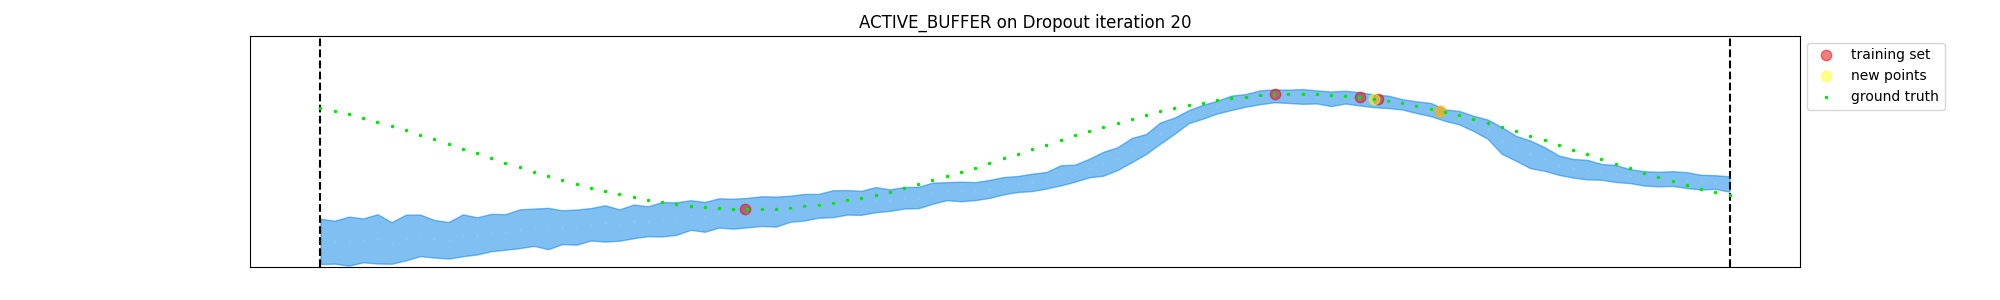 ACTIVE_BUFFER on Dropout iteration 20
training set
new points
ground truth